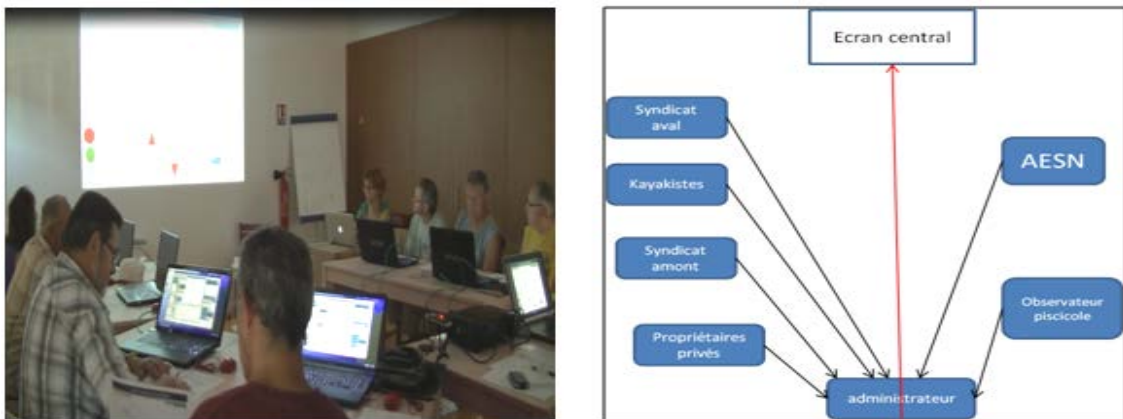 Ecran central
Syndicat
aval
AESN
Kayakistes
Syndicat
amont
Observateur
piscicole
Propriétaires
privés
administrateur